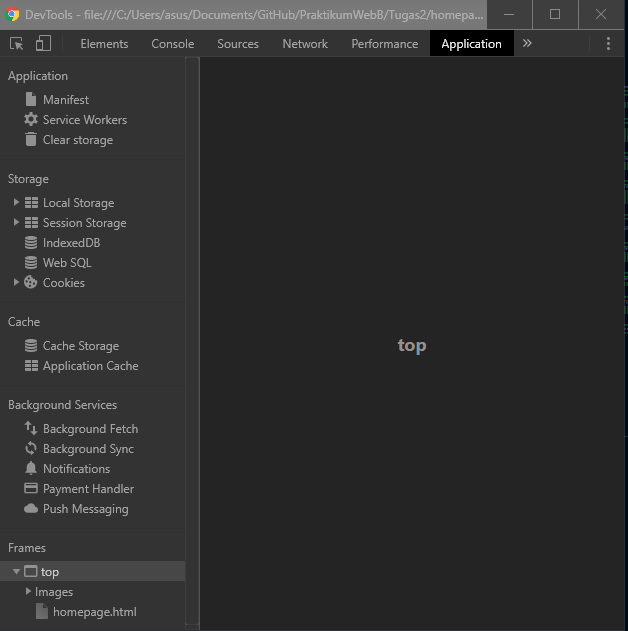 DevTools - file:///C:/Users/asus/Documents/GitHub/PraktikumWebB/Tugas2/homepa...
Elements Console Sources Network Performance Application »
Application
Manifest
Service Workers
Clear storage
Storage
Local Storage
Session Storage
IndexedDB
Web SQL
Cookies
top
Cache
Cache Storage
Application Cache
Background Services
Background Fetch
Background Sync
Notifications
Payment Handler
Push Messaging
Frames
top
Images
homepage.html